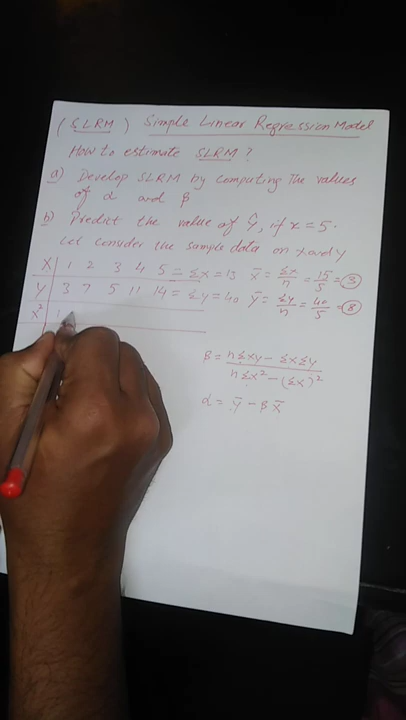 (SLRM) Simple Linear Regression Model
How to estimate SLRM?
a) Develop SLRM by computing the values
of α and β
b) Predict the value of Ŷ, if x = 5.
Let consider the sample data on X and Y
X 1 2 3 4 5 = Σx = 15 X̄ = Σx/n = 15/5 = 3
Y 3 7 5 11 14 = Σy = 40 Ȳ = Σy/n = 40/5 = 8
X² 1
β = nΣxy - ΣxΣy / nΣx² - (Σx)²
α = Ȳ - βX̄